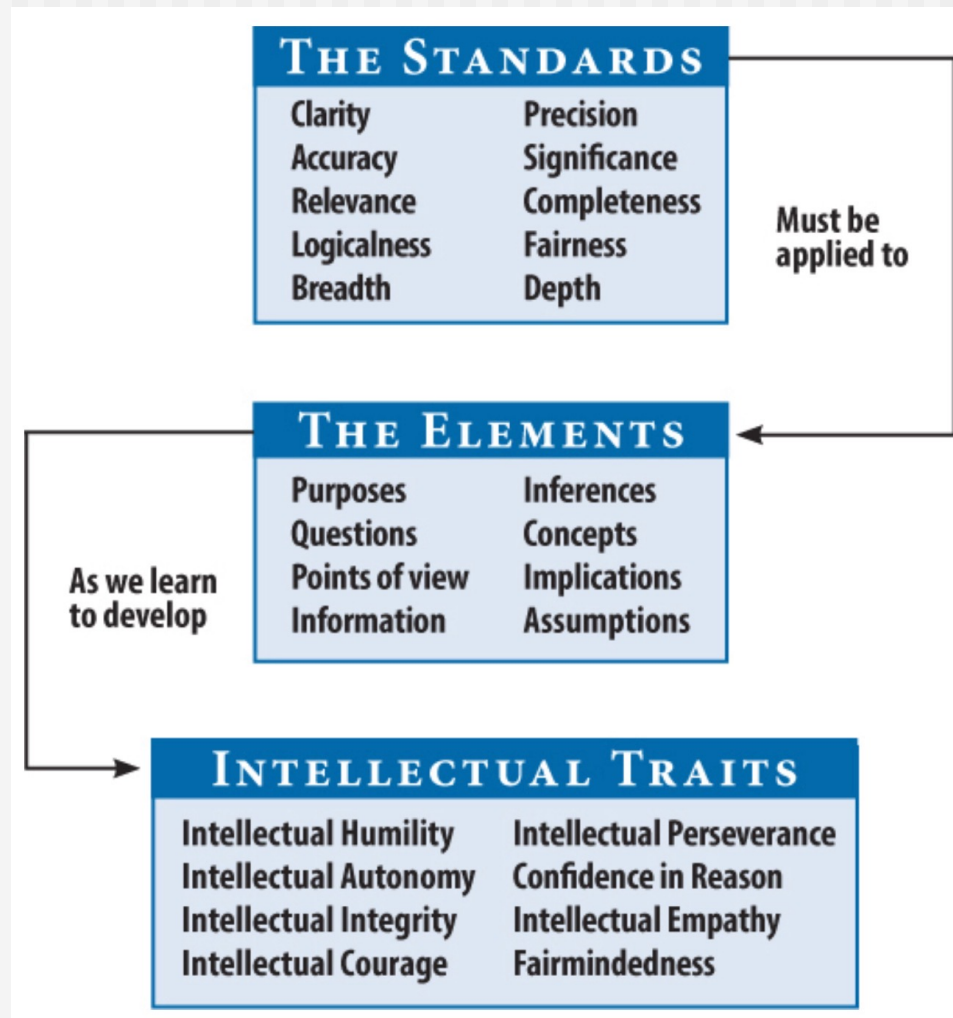 THE STANDARDS
Clarity Precision
Accuracy Significance
Relevance Completeness
Logicalness Fairness
Breadth Depth
Must be
applied to
THE ELEMENTS
Purposes Inferences
Questions Concepts
Points of view Implications
Information Assumptions
As we learn
to develop
INTELLECTUAL TRAITS
Intellectual Humility Intellectual Perseverance
Intellectual Autonomy Confidence in Reason
Intellectual Integrity Intellectual Empathy
Intellectual Courage Fairmindedness